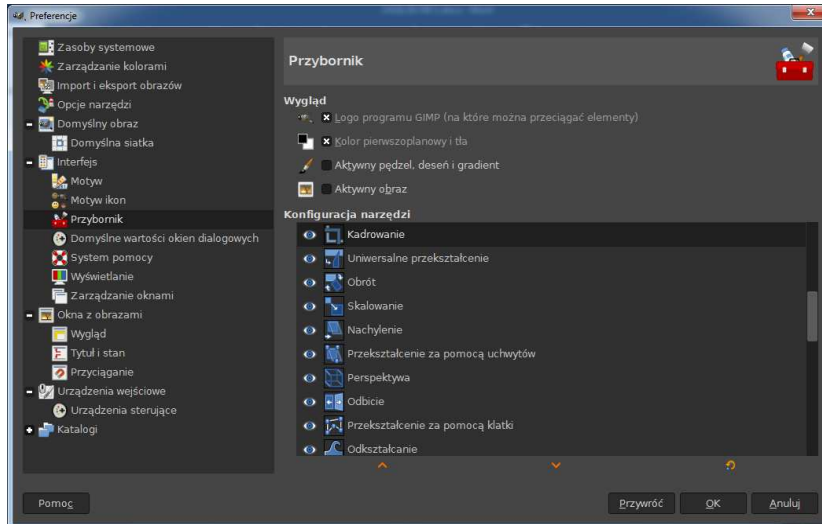 Preferencje
Zasoby systemowe
Zarządzanie kolorami
Import i eksport obrazów
Opcje narzędzi
Domyślny obraz
Domyślna siatka
Interfejs
Motyw
Motyw ikon
Przybornik
Domyślne wartości okien dialogowych
System pomocy
Wyświetlanie
Zarządzanie oknami
Okna z obrazami
Wygląd
Tytuł i stan
Przyciąganie
Urządzenia wejściowe
Urządzenia sterujące
Katalogi
Przybornik
Wygląd
Logo programu GIMP (na które można przeciągać elementy)
Kolor pierwszoplanowy i tła
Aktywny pędzel, deseń i gradient
Aktywny obraz
Konfiguracja narzędzi
Kadrowanie
Uniwersalne przekształcenie
Obrót
Skalowanie
Nachylenie
Przekształcenie za pomocą uchwytów
Perspektywa
Odbicie
Przekształcenie za pomocą klatki
Odkształcanie
Pomoc
Przywróć
OK
Anuluj